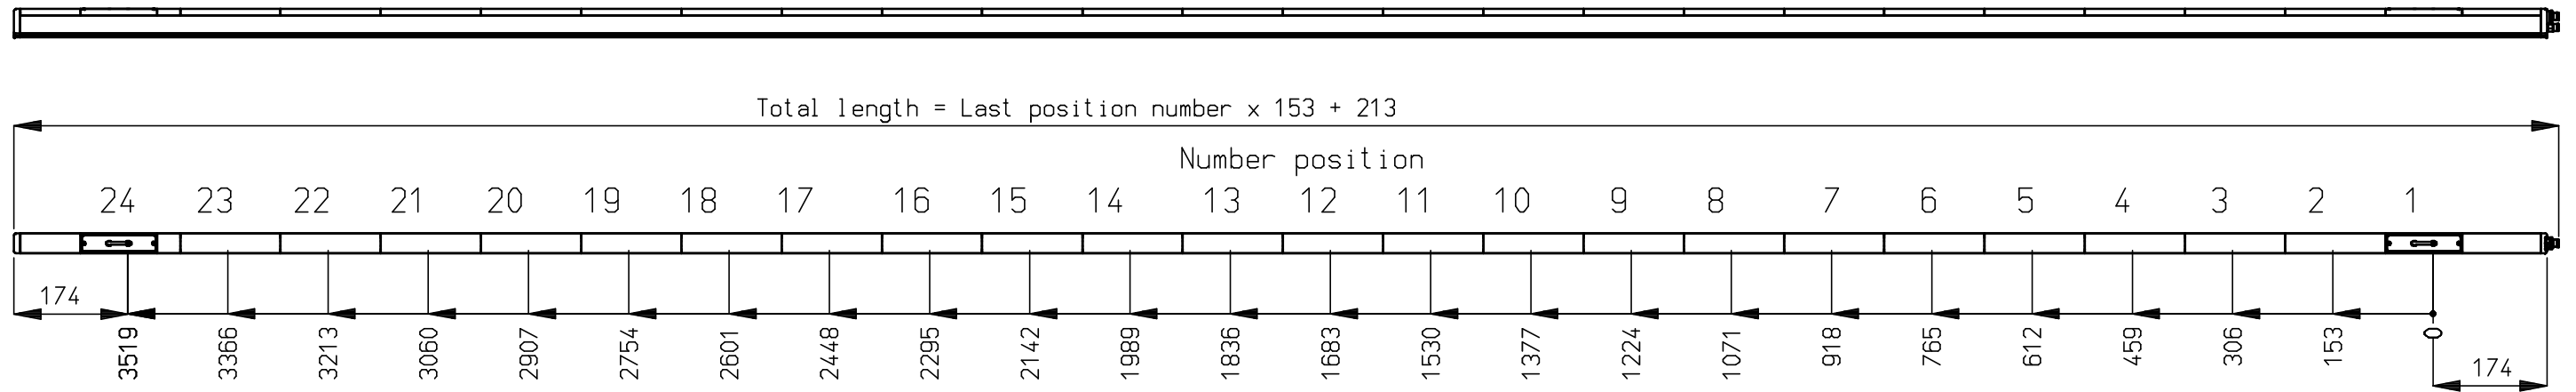 Total length = Last position number x 153 + 213
Number position
24 23 22 21 20 19 18 17 16 15 14 13 12 11 10 9 8 7 6 5 4 3 2 1
174
3519 3366 3213 3060 2907 2754 2601 2448 2295 2142 1989 1836 1683 1530 1377 1224 1071 918 765 612 459 306 153 0
174